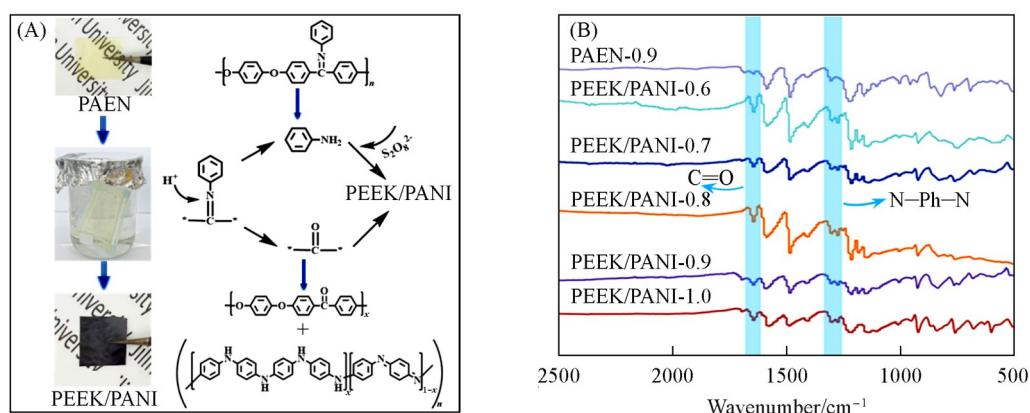 (A)
PAEN
PEEK/PANI
H⁺
N
C
*
*
O
O
N
C
n
NH₂
S₂O₈²⁻
PEEK/PANI
O
*
C
*
O
O
O
C
x
+
H
N
N
H
H
N
N
H
x
N
N
1-x
n
(B)
PAEN-0.9
PEEK/PANI-0.6
PEEK/PANI-0.7
C=O
PEEK/PANI-0.8
N-Ph-N
PEEK/PANI-0.9
PEEK/PANI-1.0
2500 2000 1500 1000 500
Wavenumber/cm⁻¹